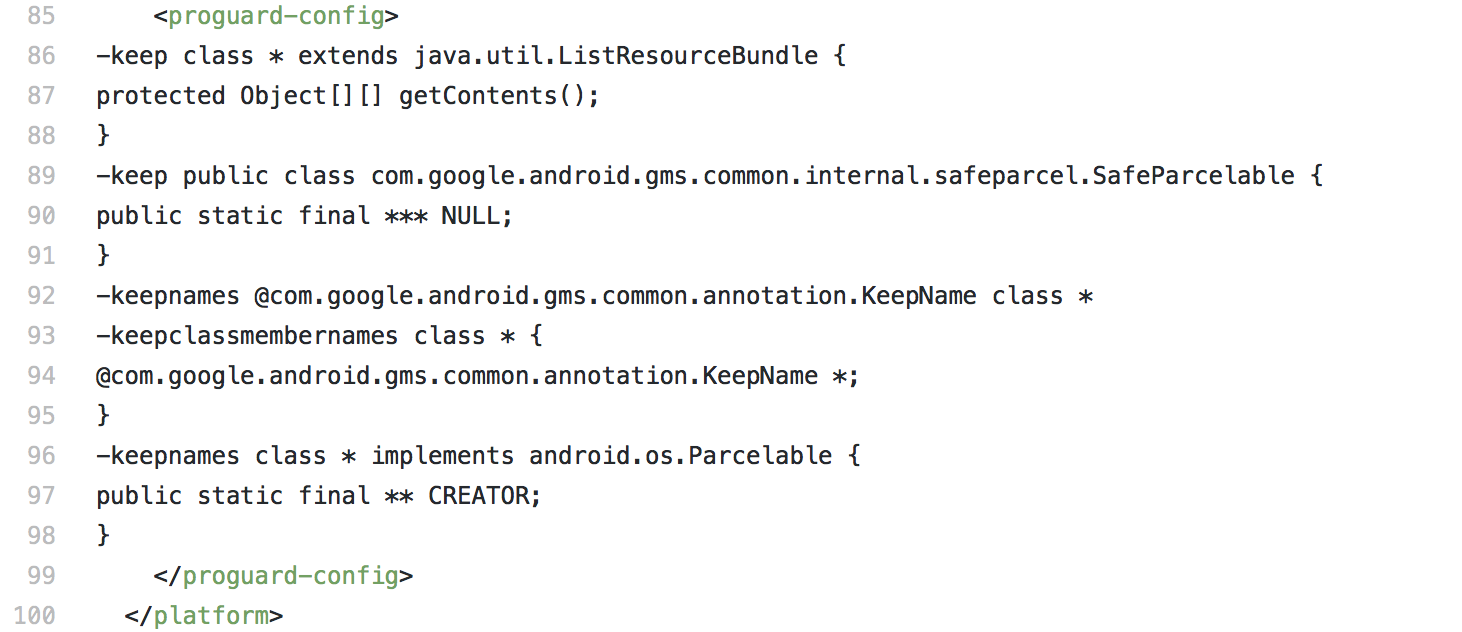 85 <proguard-config>
86 -keep class * extends java.util.ListResourceBundle {
87 protected Object[][] getContents();
88 }
89 -keep public class com.google.android.gms.common.internal.safeparcel.SafeParcelable {
90 public static final *** NULL;
91 }
92 -keepnames @com.google.android.gms.common.annotation.KeepName class *
93 -keepclassmembernames class * {
94 @com.google.android.gms.common.annotation.KeepName *;
95 }
96 -keepnames class * implements android.os.Parcelable {
97 public static final ** CREATOR;
98 }
99 </proguard-config>
100 </platform>